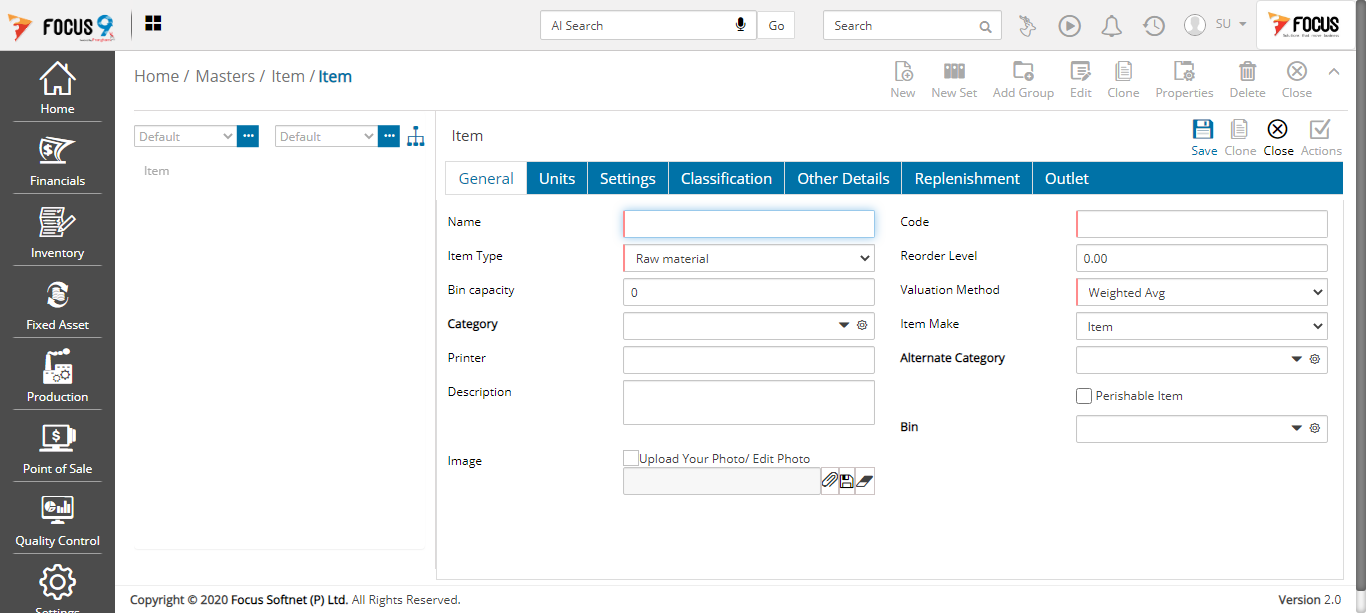 FOCUS 9
AI Search Go Search SU FOCUS
Home
Financials
Inventory
Fixed Asset
Production
Point of Sale
Quality Control
Settings
Home / Masters / Item / Item
New New Set Add Group Edit Clone Properties Delete Close
Default ... Default ...
Item
Item
Save Clone Close Actions
General Units Settings Classification Other Details Replenishment Outlet
Name Code
Item Type Raw material Reorder Level 0.00
Bin capacity 0 Valuation Method Weighted Avg
Category Item Make Item
Printer Alternate Category
Description Perishable Item
Bin
Image Upload Your Photo/ Edit Photo
Copyright © 2020 Focus Softnet (P) Ltd. All Rights Reserved. Version 2.0